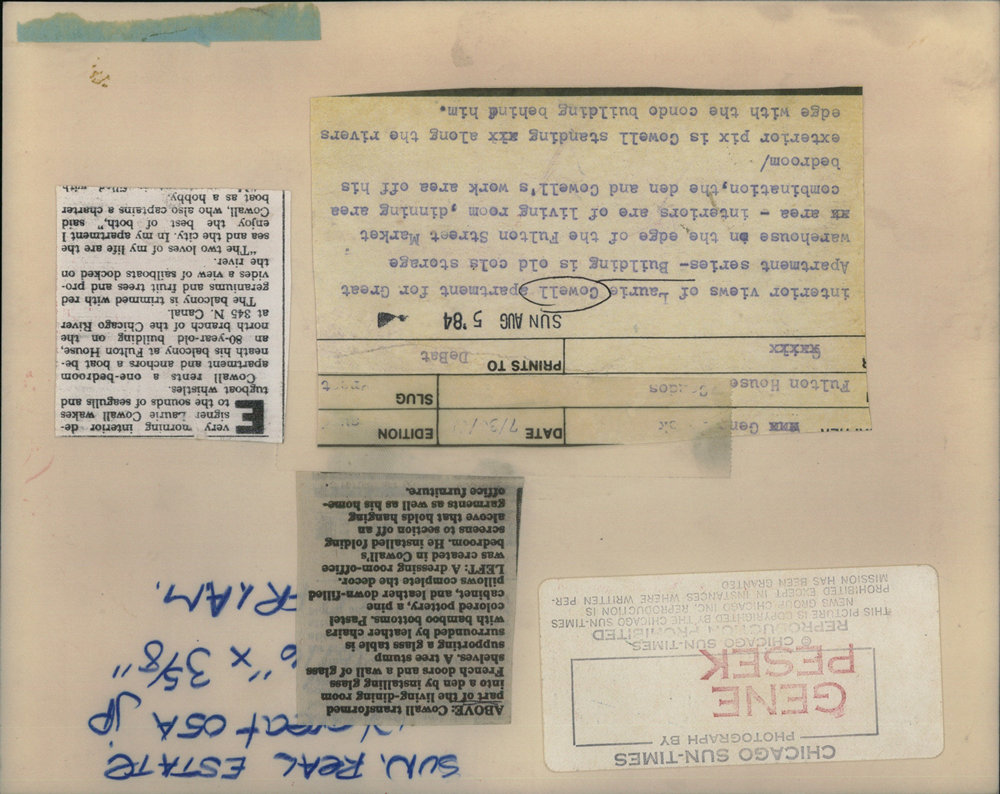 SUN. REAL ESTATE
great OSA JP
" x 3 5/8"
FRI AM.
CHICAGO SUN-TIMES
PHOTOGRAPH BY
GENE
PESEK
© CHICAGO SUN-TIMES
REPRODUCTION PROHIBITED
THIS PICTURE IS COPYRIGHTED BY THE CHICAGO SUN-TIMES
NEWS GROUP CHICAGO INC, REPRODUCTION IS
PROHIBITED EXCEPT IN INSTANCES WHERE WRITTEN PER-
MISSION HAS BEEN GRANTED
ABOVE: Cowall transformed
part of the living-dining room
into a den by installing glass
French doors and a wall of glass
shelves. A tree stump
supporting a glass table is
surrounded by leather chairs
with bamboo bottoms. Pastel
colored pottery, a pine
cabinet, and leather down-filled
pillows complete the decor.
LEFT: A dressing room-office
was created in Cowall's
bedroom. He installed folding
screens to section off an
alcove that holds hanging
garments as well as his home-
office furniture.
DATE
EDITION
Fulton House
SLUG
PRINTS TO
DeBat
SUN AUG 5 '84
interior views of Laurie Cowell apartment for Great
Apartment series- Building is old cols storage
warehouse on the edge of the Fulton Street Market
xx area - interiors are of living room ,dinning area
combination,the den and Cowell's work area off his
bedroom/
exterior pix is Cowell standing xxx along the rivers
edge with the condo building behind him.
Every morning interior de-
signer Laurie Cowall wakes
to the sounds of seagulls and
tugboat whistles.
Cowall rents a one-bedroom
apartment and anchors a boat be-
neath his balcony at Fulton House,
an 80-year-old building on the
north branch of the Chicago River
at 345 N. Canal.
The balcony is trimmed with red
geraniums and fruit trees and pro-
vides a view of sailboats docked on
the river.
"The two loves of my life are the
sea and the city. In my apartment I
enjoy the best of both," said
Cowall, who also captains a charter
boat as a hobby.